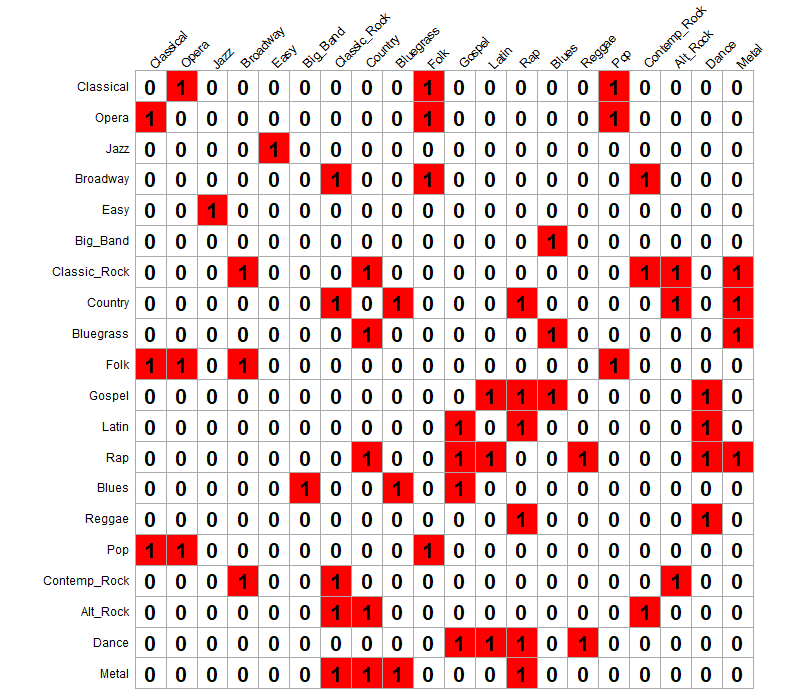 Classical Opera Jazz Broadway Easy Big_Band Classic_Rock Country Bluegrass Folk Gospel Latin Rap Blues Reggae Pop Contemp_Rock Alt_Rock Dance Metal
Classical 0 1 0 0 0 0 0 0 0 1 0 0 0 0 0 1 0 0 0 0
Opera 1 0 0 0 0 0 0 0 0 1 0 0 0 0 0 1 0 0 0 0
Jazz 0 0 0 0 1 0 0 0 0 0 0 0 0 0 0 0 0 0 0 0
Broadway 0 0 0 0 0 0 1 0 0 1 0 0 0 0 0 0 1 0 0 0
Easy 0 0 1 0 0 0 0 0 0 0 0 0 0 0 0 0 0 0 0 0
Big_Band 0 0 0 0 0 0 0 0 0 0 0 0 0 1 0 0 0 0 0 0
Classic_Rock 0 0 0 1 0 0 0 1 0 0 0 0 0 0 0 0 1 1 0 1
Country 0 0 0 0 0 0 1 0 1 0 0 0 1 0 0 0 0 1 0 1
Bluegrass 0 0 0 0 0 0 0 1 0 0 0 0 0 1 0 0 0 0 0 1
Folk 1 1 0 1 0 0 0 0 0 0 0 0 0 0 0 1 0 0 0 0
Gospel 0 0 0 0 0 0 0 0 0 0 0 1 1 1 0 0 0 0 1 0
Latin 0 0 0 0 0 0 0 0 0 0 1 0 1 0 0 0 0 0 1 0
Rap 0 0 0 0 0 0 0 1 0 0 1 1 0 0 1 0 0 0 1 1
Blues 0 0 0 0 0 1 0 0 1 0 1 0 0 0 0 0 0 0 0 0
Reggae 0 0 0 0 0 0 0 0 0 0 0 0 1 0 0 0 0 0 1 0
Pop 1 1 0 0 0 0 0 0 0 1 0 0 0 0 0 0 0 0 0 0
Contemp_Rock 0 0 0 1 0 0 1 0 0 0 0 0 0 0 0 0 0 1 0 0
Alt_Rock 0 0 0 0 0 0 1 1 0 0 0 0 0 0 0 0 1 0 0 0
Dance 0 0 0 0 0 0 0 0 0 0 1 1 1 0 1 0 0 0 0 0
Metal 0 0 0 0 0 0 1 1 1 0 0 0 1 0 0 0 0 0 0 0